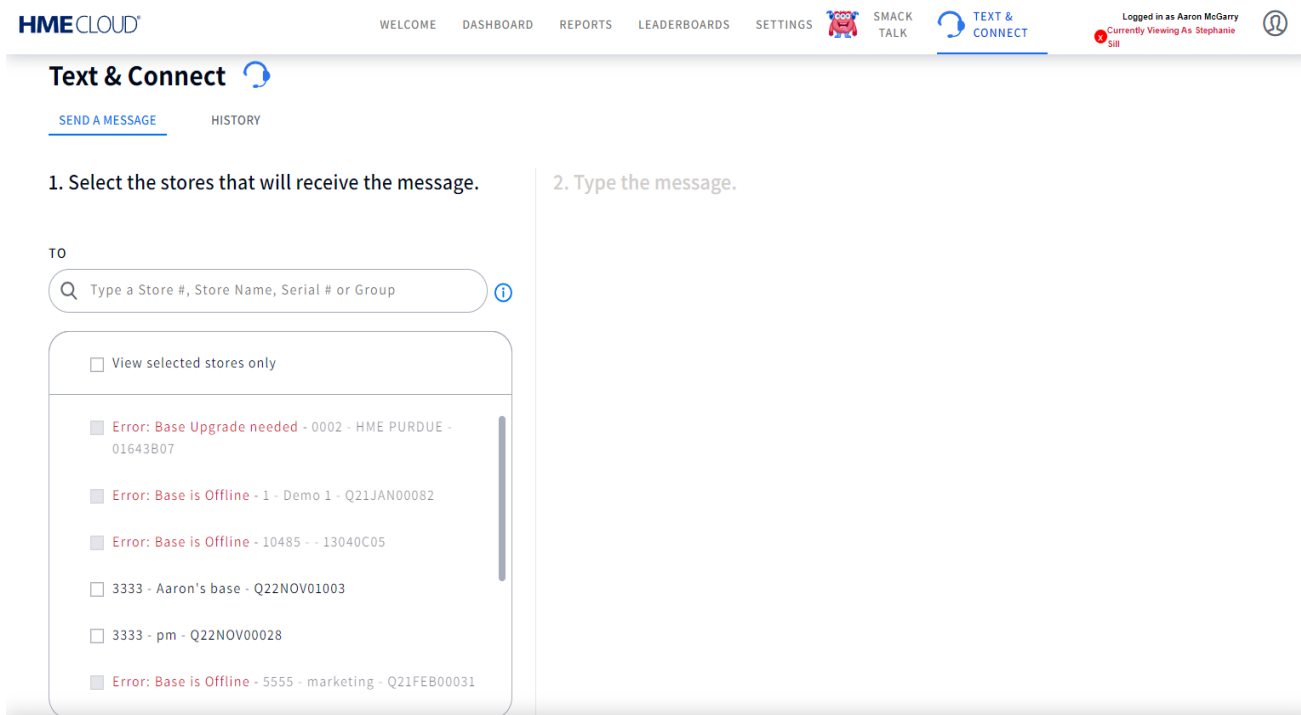 HME CLOUD®
WELCOME DASHBOARD REPORTS LEADERBOARDS SETTINGS SMACK TALK TEXT & CONNECT
Logged in as Aaron McGarry
x Currently Viewing As Stephanie
Sill
Text & Connect
SEND A MESSAGE HISTORY
1. Select the stores that will receive the message.
2. Type the message.
TO
Type a Store #, Store Name, Serial # or Group
View selected stores only
Error: Base Upgrade needed - 0002 - HME PURDUE -
01643B07
Error: Base is Offline - 1 - Demo 1 - Q21JAN00082
Error: Base is Offline - 10485 - - 13040C05
3333 - Aaron's base - Q22NOV01003
3333 - pm - Q22NOV00028
Error: Base is Offline - 5555 - marketing - Q21FEB00031